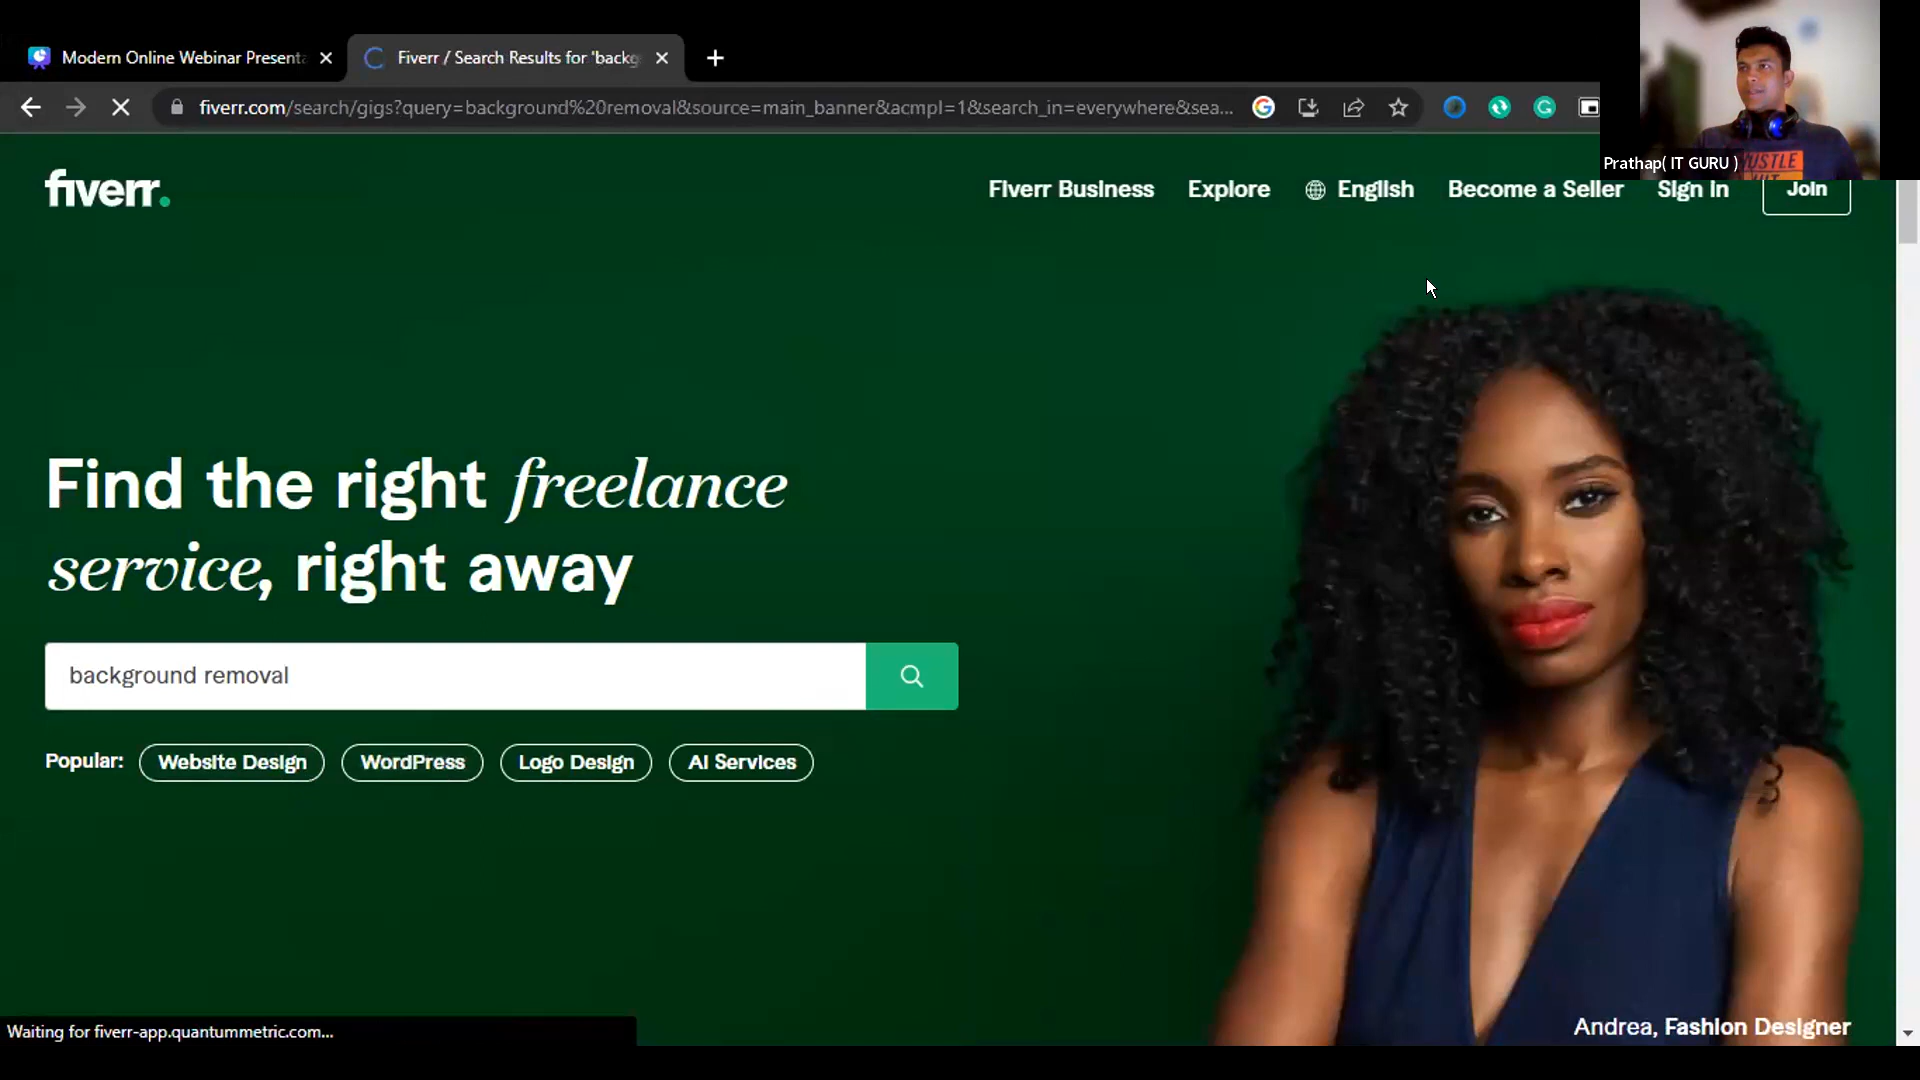 Modern Online Webinar Presenta
Fiverr / Search Results for 'backg
fiverr.com/search/gigs?query=background%20removal&source=main_banner&acmpl=1&search_in=everywhere&sea...
Prathap( IT GURU )
HUSTLE
fiverr.
Fiverr Business
Explore
English
Become a Seller
Sign In
Join
Find the right freelance
service, right away
background removal
Popular:
Website Design
WordPress
Logo Design
AI Services
Andrea, Fashion Designer
Waiting for fiverr-app.quantummetric.com...